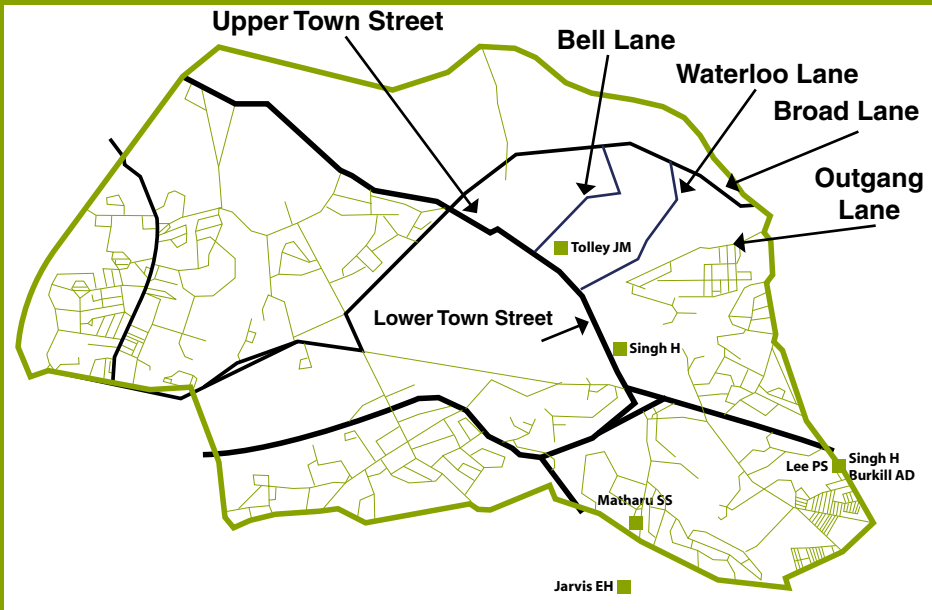 Upper Town Street
Bell Lane
Waterloo Lane
Broad Lane
Outgang
Lane
Tolley JM
Lower Town Street
Singh H
Lee PS
Singh H
Burkill AD
Matharu SS
Jarvis EH